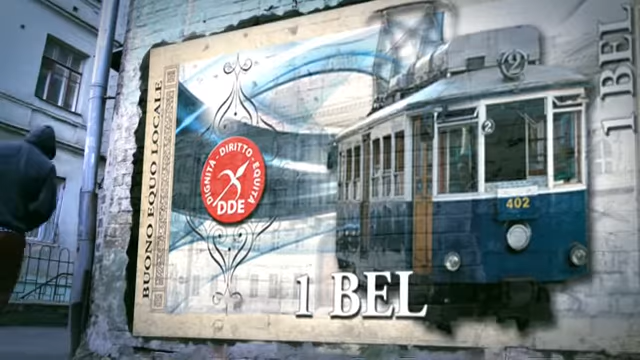 BUONO EQUO LOCALE
DIGNITÀ · DIRITTO · EQUITÀ
DDE
2
2
402
1 BEL
1 BEL